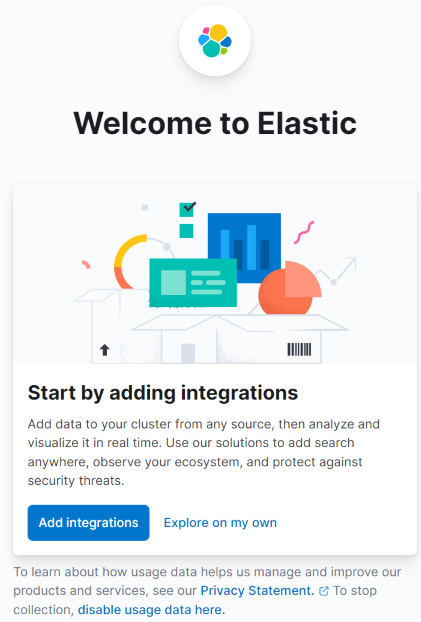 Welcome to Elastic
Start by adding integrations
Add data to your cluster from any source, then analyze and
visualize it in real time. Use our solutions to add search
anywhere, observe your ecosystem, and protect against
security threats.
Add integrations
Explore on my own
To learn about how usage data helps us manage and improve our
products and services, see our Privacy Statement. To stop
collection, disable usage data here.